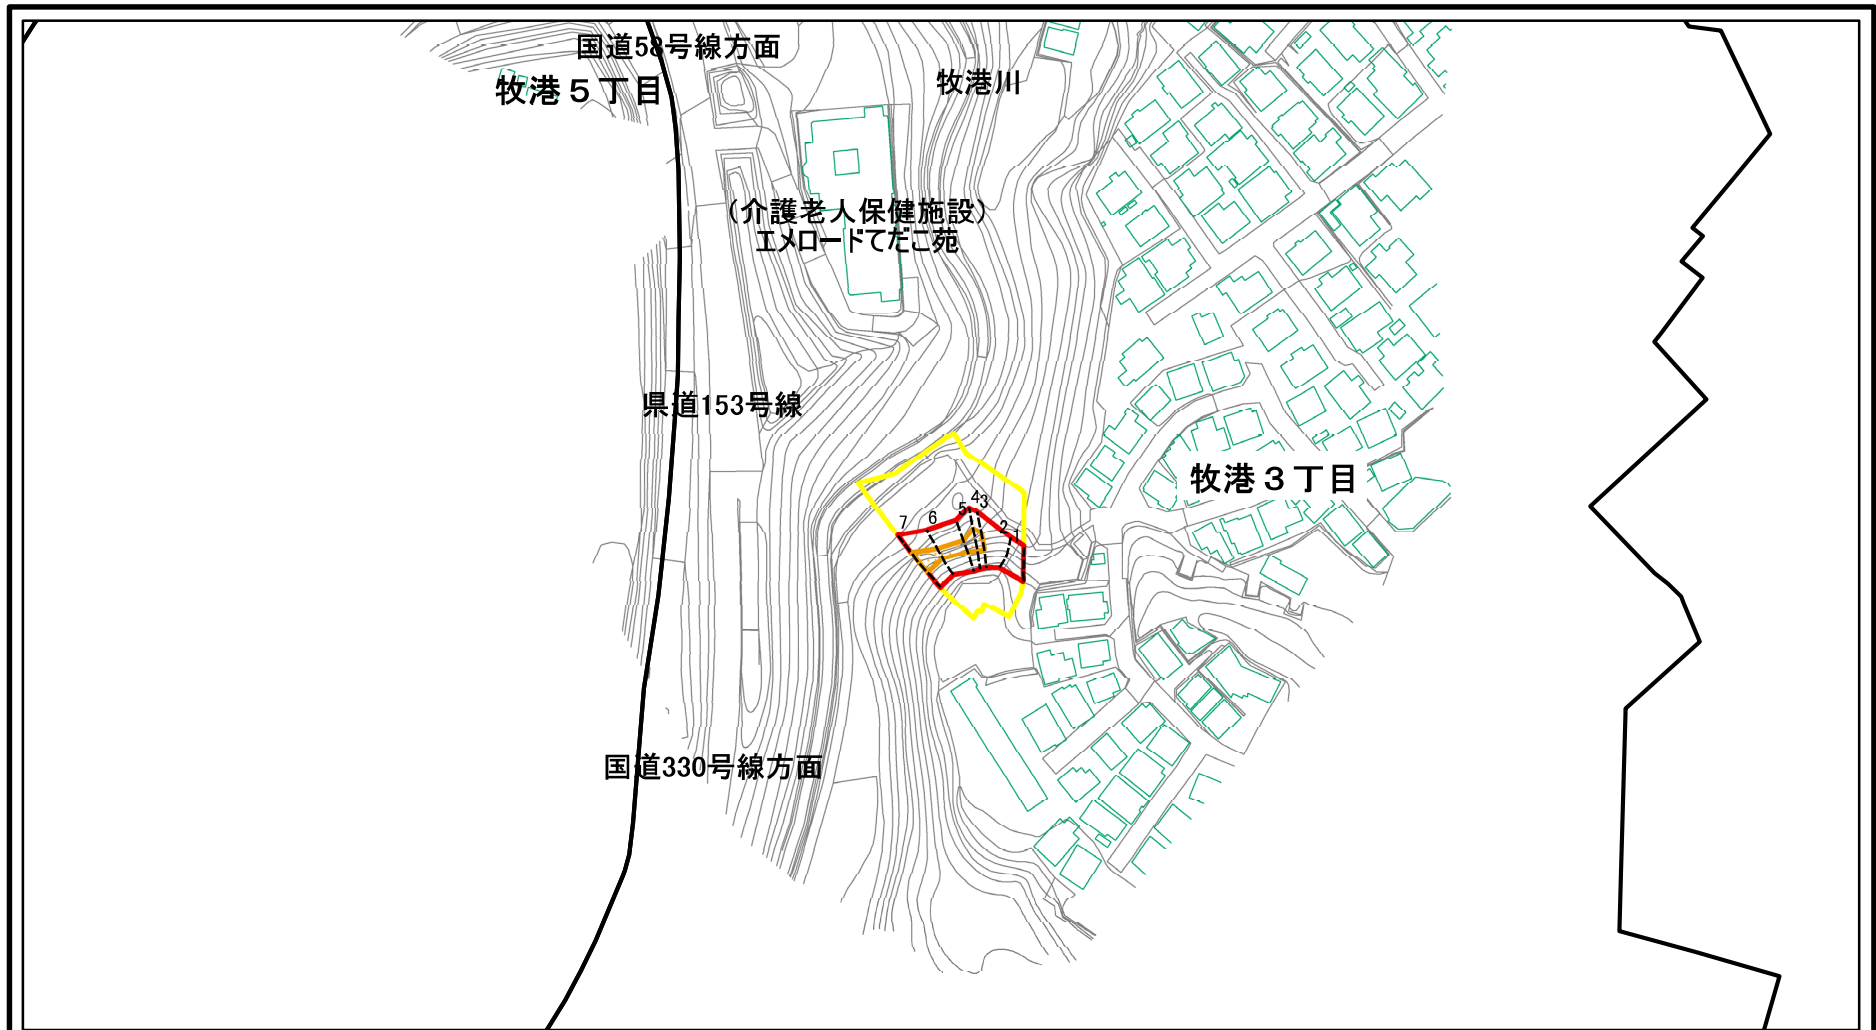 国道58号線方面
牧港５丁目
牧港川
（介護老人保健施設）
エメロードてだこ苑
県道153号線
牧港３丁目
4
3
5
6
7
2
1
国道330号線方面